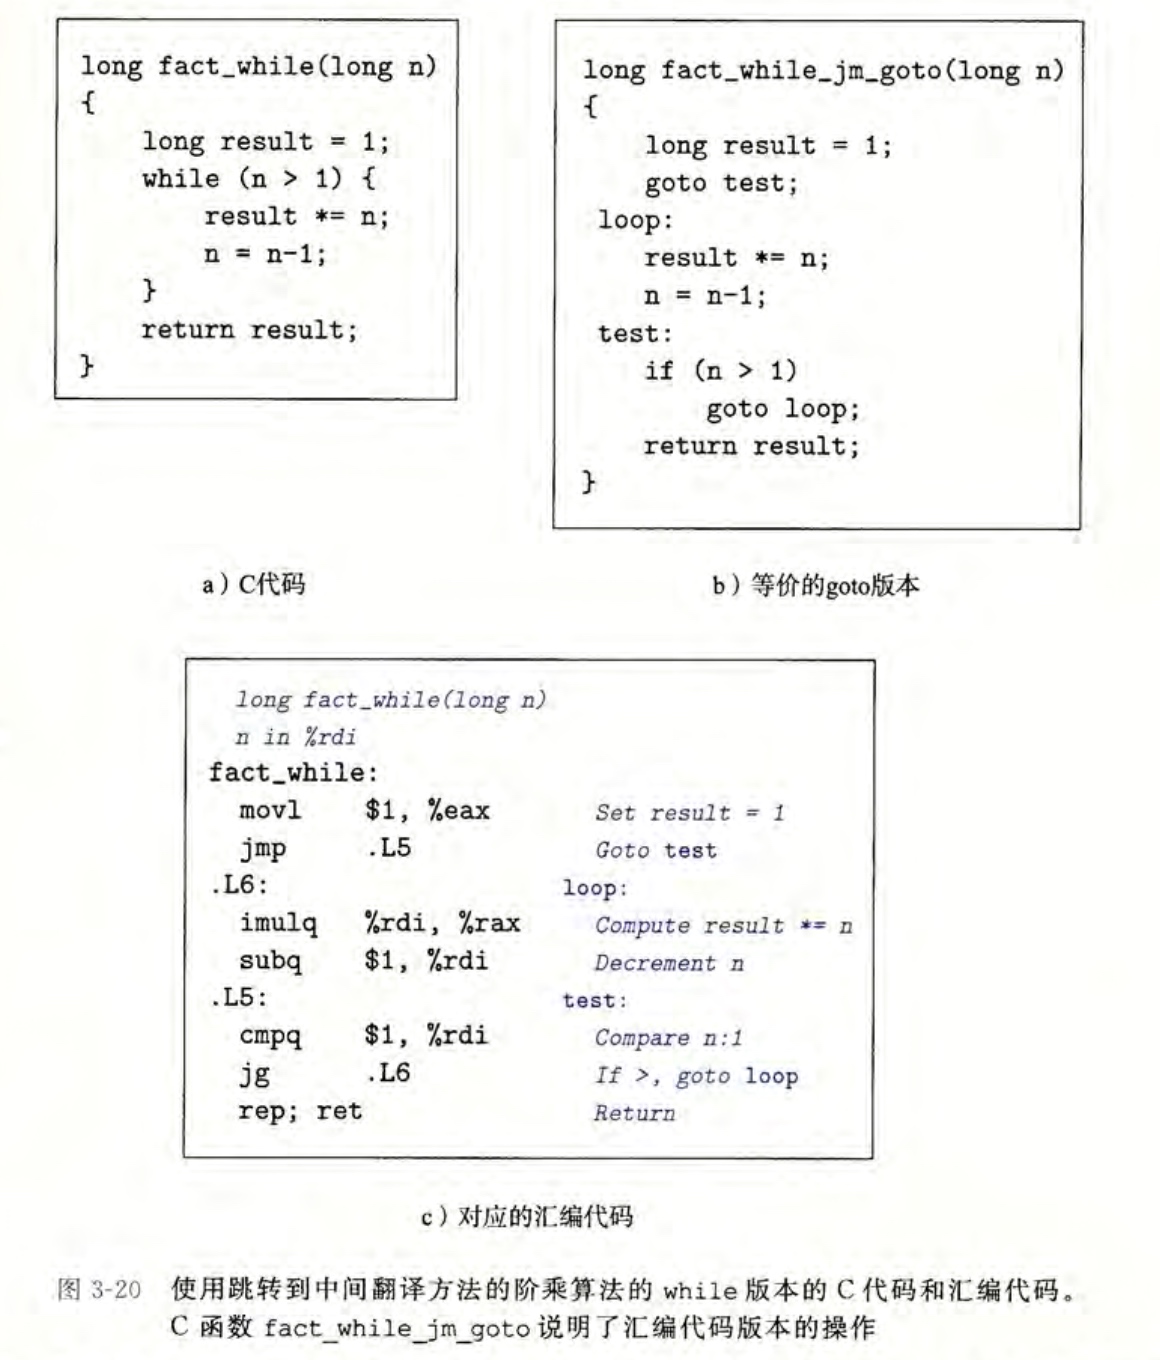 long fact_while(long n)
{
    long result = 1;
    while (n > 1) {
        result *= n;
        n = n-1;
    }
    return result;
}
long fact_while_jm_goto(long n)
{
    long result = 1;
    goto test;
 loop:
    result *= n;
    n = n-1;
 test:
    if (n > 1)
        goto loop;
    return result;
}
a）C代码
b）等价的goto版本
long fact_while(long n)
n in %rdi
fact_while:
movl $1, %eax Set result = 1
jmp .L5 Goto test
.L6: loop:
imulq %rdi, %rax Compute result *= n
subq $1, %rdi Decrement n
.L5: test:
cmpq $1, %rdi Compare n:1
jg .L6 If >, goto loop
rep; ret Return
c）对应的汇编代码
图 3-20 使用跳转到中间翻译方法的阶乘算法的 while 版本的 C 代码和汇编代码。
C 函数 fact_while_jm_goto 说明了汇编代码版本的操作